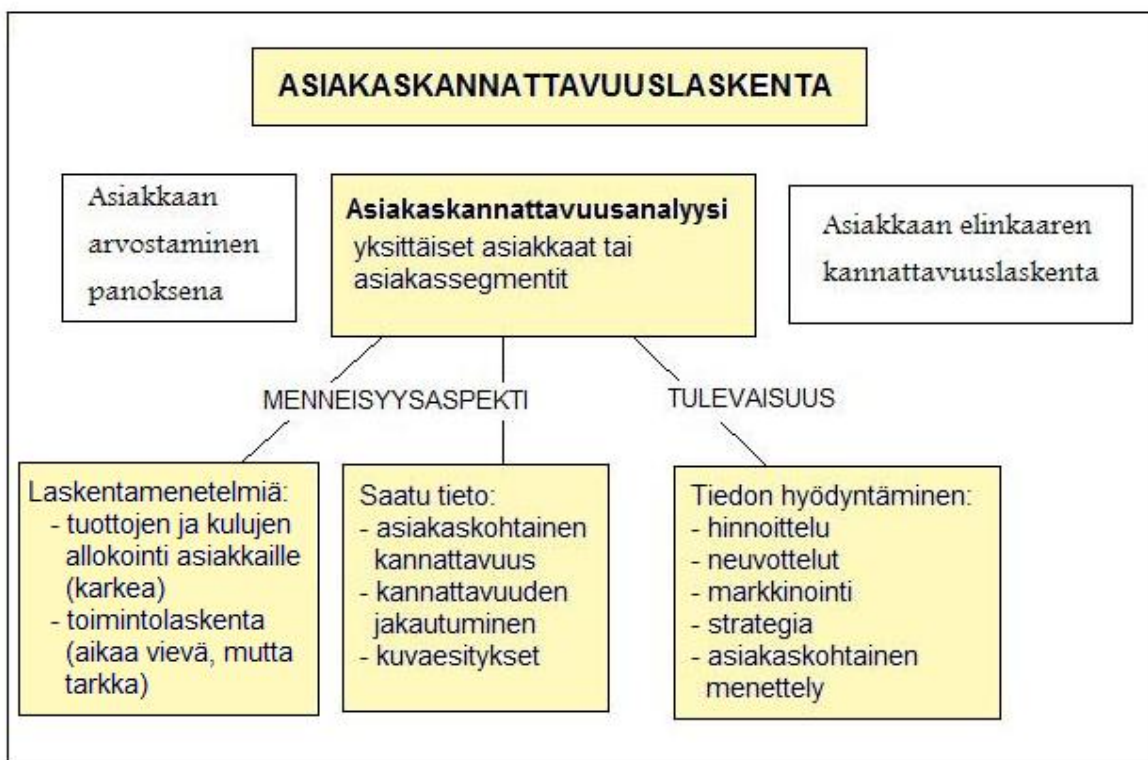 ASIAKASKANNATTAVUUSLASKENTA
Asiakkaan
arvostaminen
panoksena
Asiakaskannattavuusanalyysi
yksittäiset asiakkaat tai
asiakassegmentit
Asiakkaan elinkaaren
kannattavuuslaskenta
MENNEISYYSASPEKTI
TULEVAISUUS
Laskentamenetelmiä:
- tuottojen ja kulujen
allokointi asiakkaille
(karkea)
- toimintolaskenta
(aikaa vievä, mutta
tarkka)
Saatu tieto:
- asiakaskohtainen
kannattavuus
- kannattavuuden
jakautuminen
- kuvaesitykset
Tiedon hyödyntäminen:
- hinnoittelu
- neuvottelut
- markkinointi
- strategia
- asiakaskohtainen
menettely